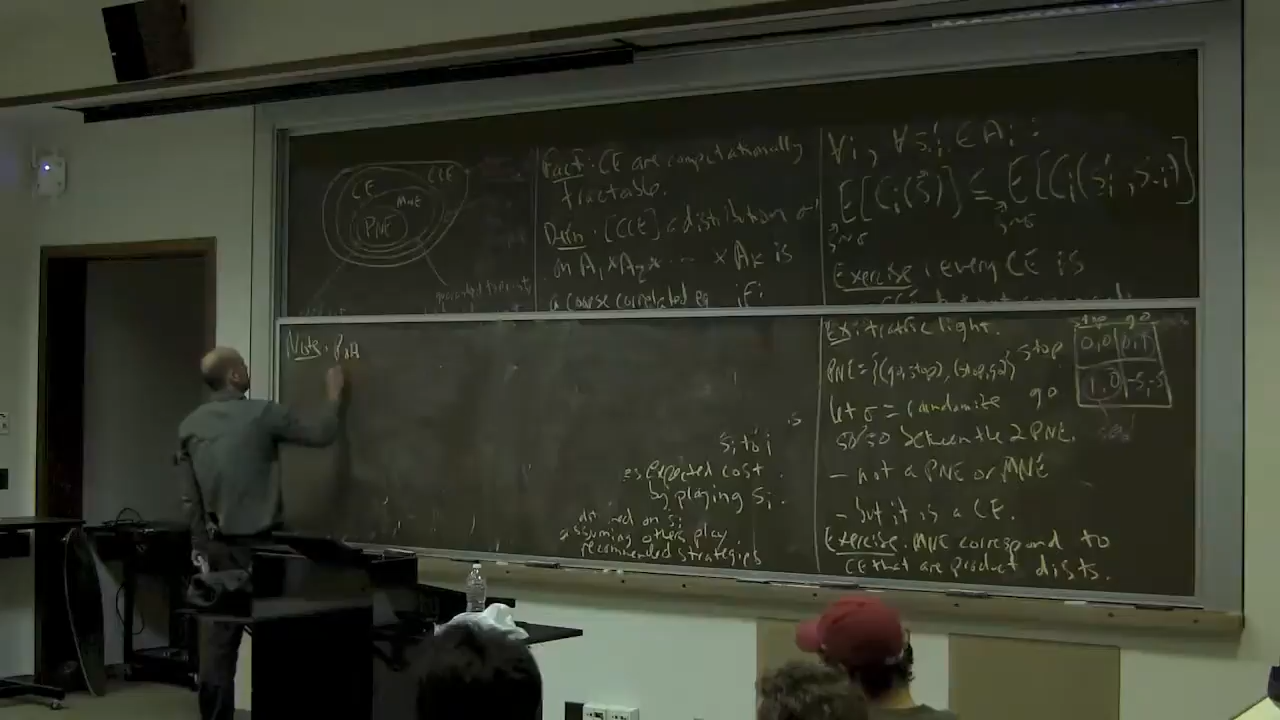 CE CCE
MNE
PNE
Fact: CE are computationally
tractable.
Defn: [CCE] a distribution σ
on A₁ × A₂ × ... × Aₖ is
a coarse correlated eq. if:
∀i, ∀s'ᵢ ∈ Aᵢ:
E[Cᵢ(s)] ≤ E[Cᵢ(s'ᵢ, s₋ᵢ)]
s~σ s~σ
Exercise: every CE is
Note: PoA
is
sᵢ to i
expected cost
by playing sᵢ.
on sᵢ
assuming others play
recommended strategies
Ex: traffic light.
stop go
stop 0,0 0,1
go 1,0 -5,-5
PNE = {(go,stop), (stop,go)}
let σ = randomize
50/50 between the 2 PNE.
- not a PNE or MNE
- but it is a CE.
Exercise: MNE correspond to
CE that are product dists.